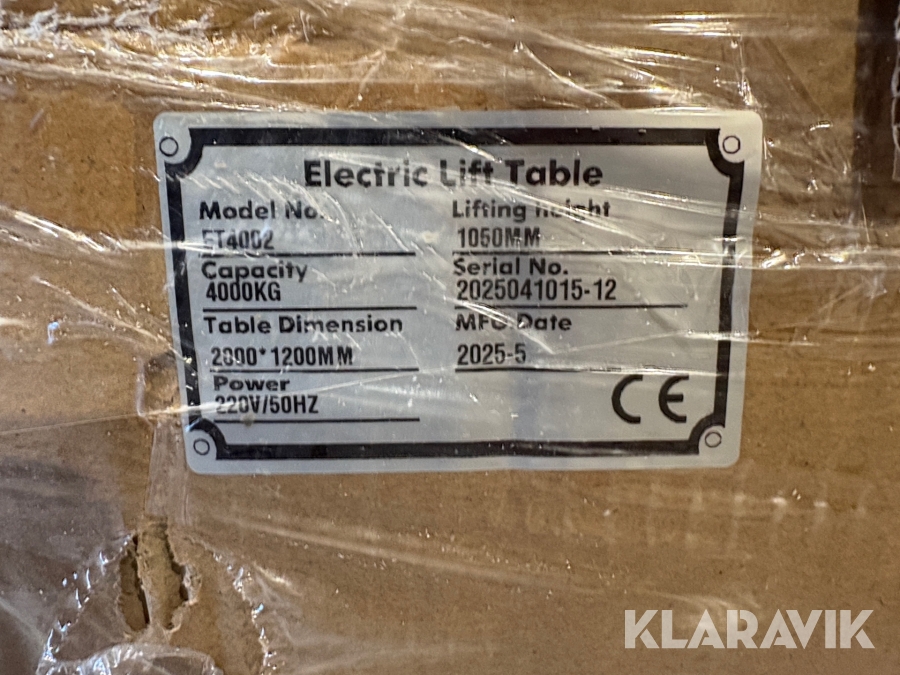 Electric Lift Table
Model No.
ET4002
Lifting Height
1050MM
Capacity
4000KG
Serial No.
2025041015-12
Table Dimension
2000*1200MM
MFG Date
2025-5
Power
220V/50HZ
CE
KLARAVIK